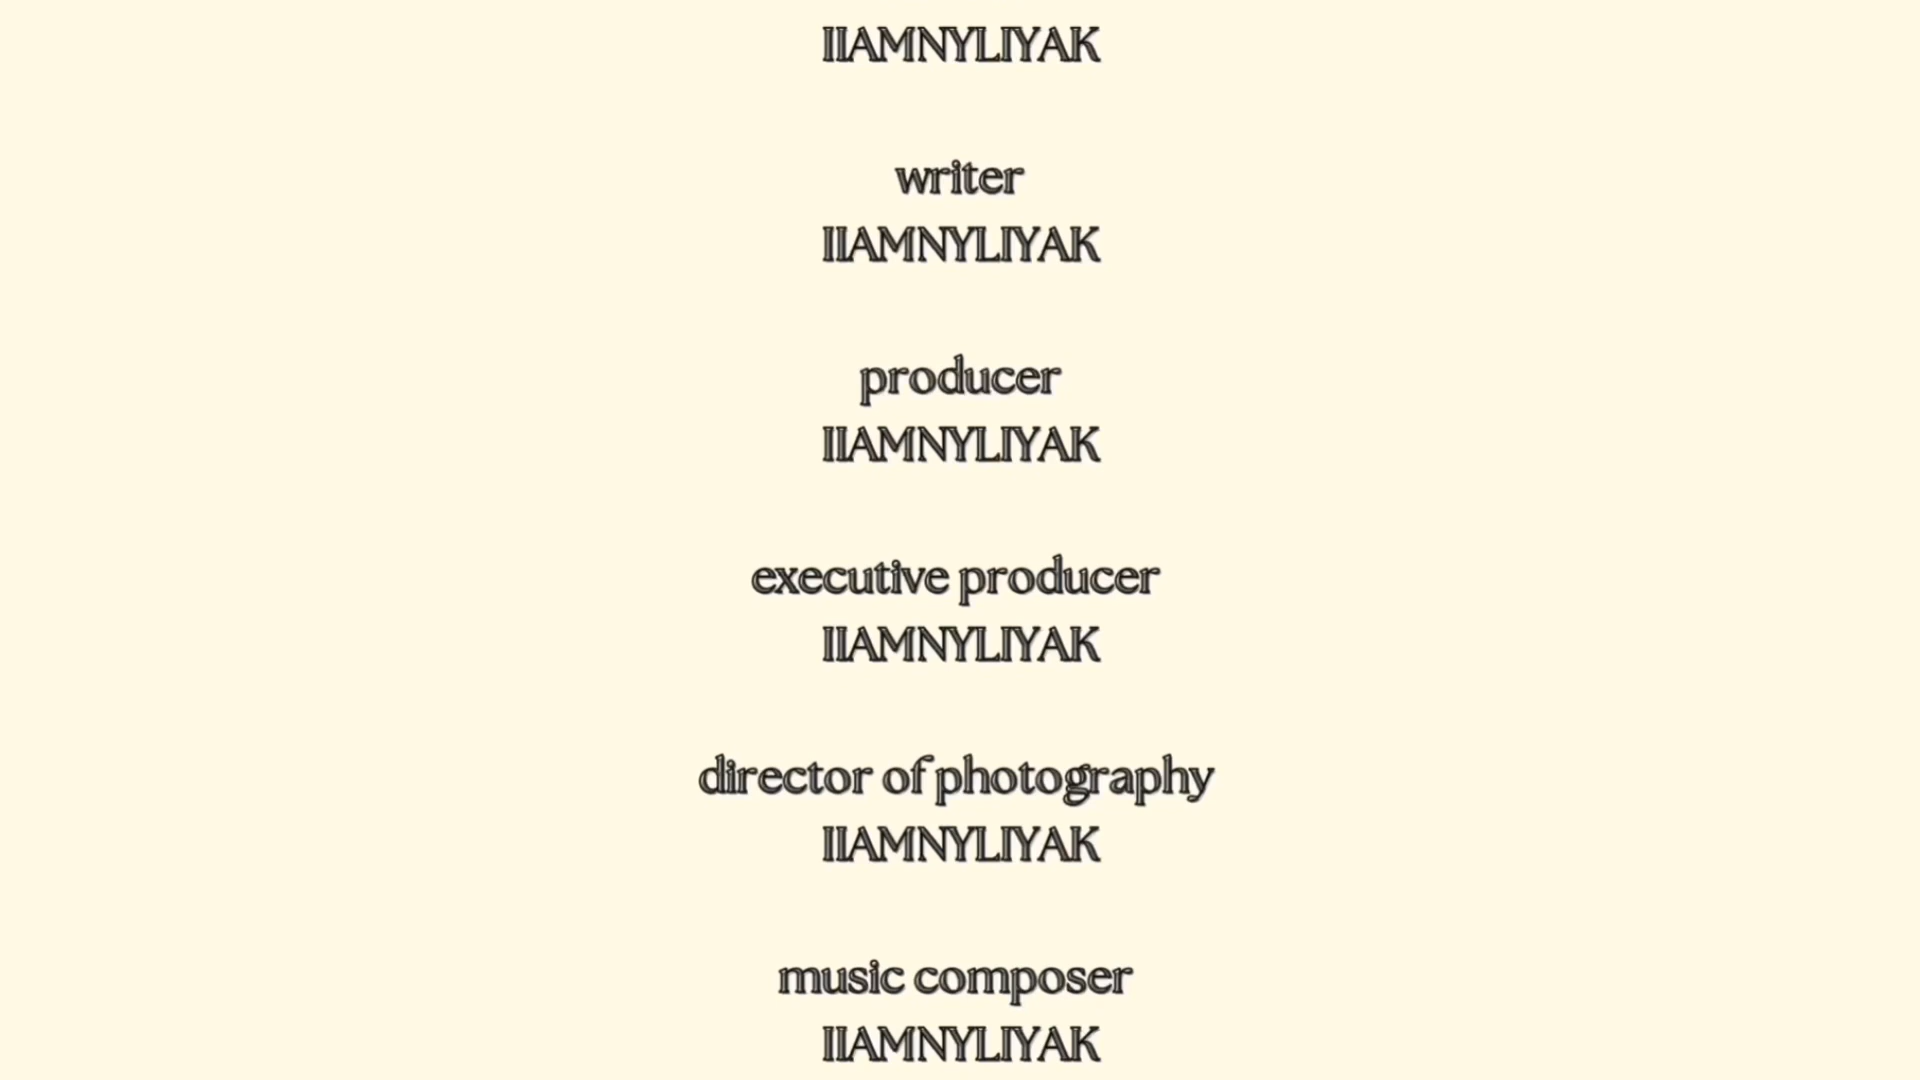 IIAMNYLIYAK
writer
IIAMNYLIYAK
producer
IIAMNYLIYAK
executive producer
IIAMNYLIYAK
director of photography
IIAMNYLIYAK
music composer
IIAMNYLIYAK